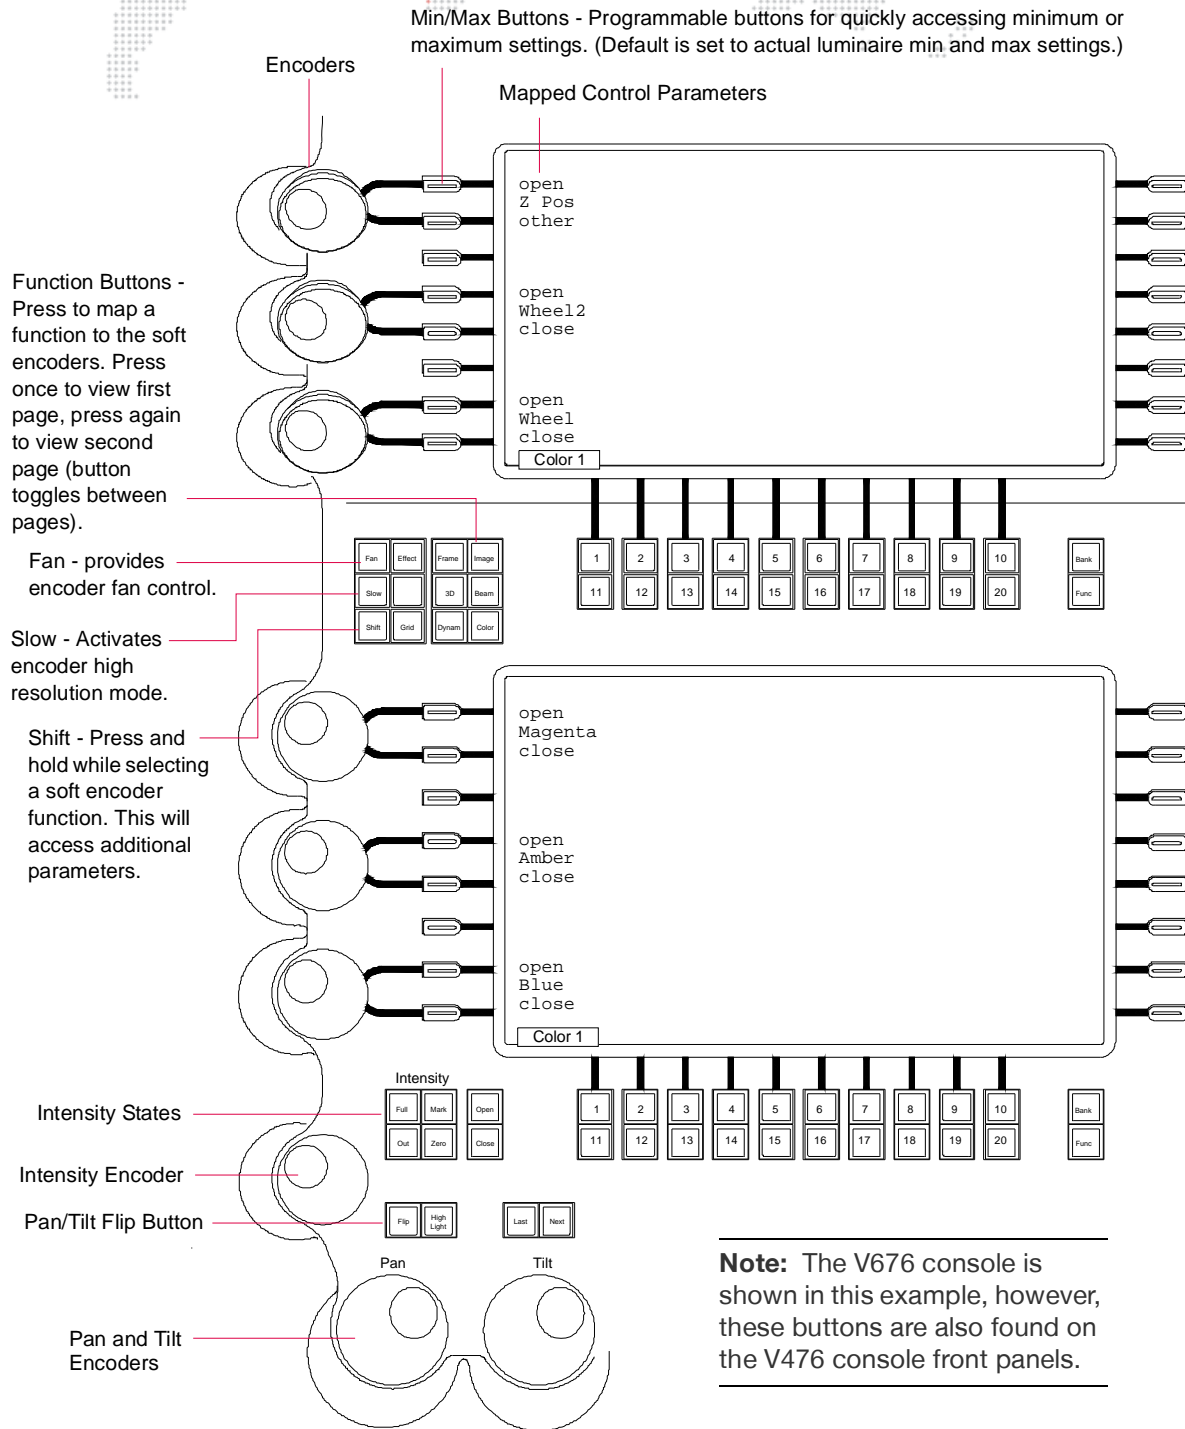 Min/Max Buttons - Programmable buttons for quickly accessing minimum or
maximum settings. (Default is set to actual luminaire min and max settings.)
Encoders
Mapped Control Parameters
open
Z Pos
other
Function Buttons -
Press to map a
function to the soft
encoders. Press
once to view first
page, press again
to view second
page (button
toggles between
pages).
open
Wheel2
close
open
Wheel
close
Color 1
Fan - provides
encoder fan control.
Slow - Activates
encoder high
resolution mode.
Shift - Press and
hold while selecting
a soft encoder
function. This will
access additional
parameters.
Fan Effect Frame Image
Slow 3D Beam
Shift Grid Dynam Color
1 2 3 4 5 6 7 8 9 10
11 12 13 14 15 16 17 18 19 20
Bank
Func
open
Magenta
close
open
Amber
close
open
Blue
close
Color 1
Intensity
Intensity States
Full Mark Open
Out Zero Close
1 2 3 4 5 6 7 8 9 10
11 12 13 14 15 16 17 18 19 20
Bank
Func
Intensity Encoder
Pan/Tilt Flip Button
Flip High Light Last Next
Pan
Tilt
Pan and Tilt
Encoders
Note: The V676 console is
shown in this example, however,
these buttons are also found on
the V476 console front panels.